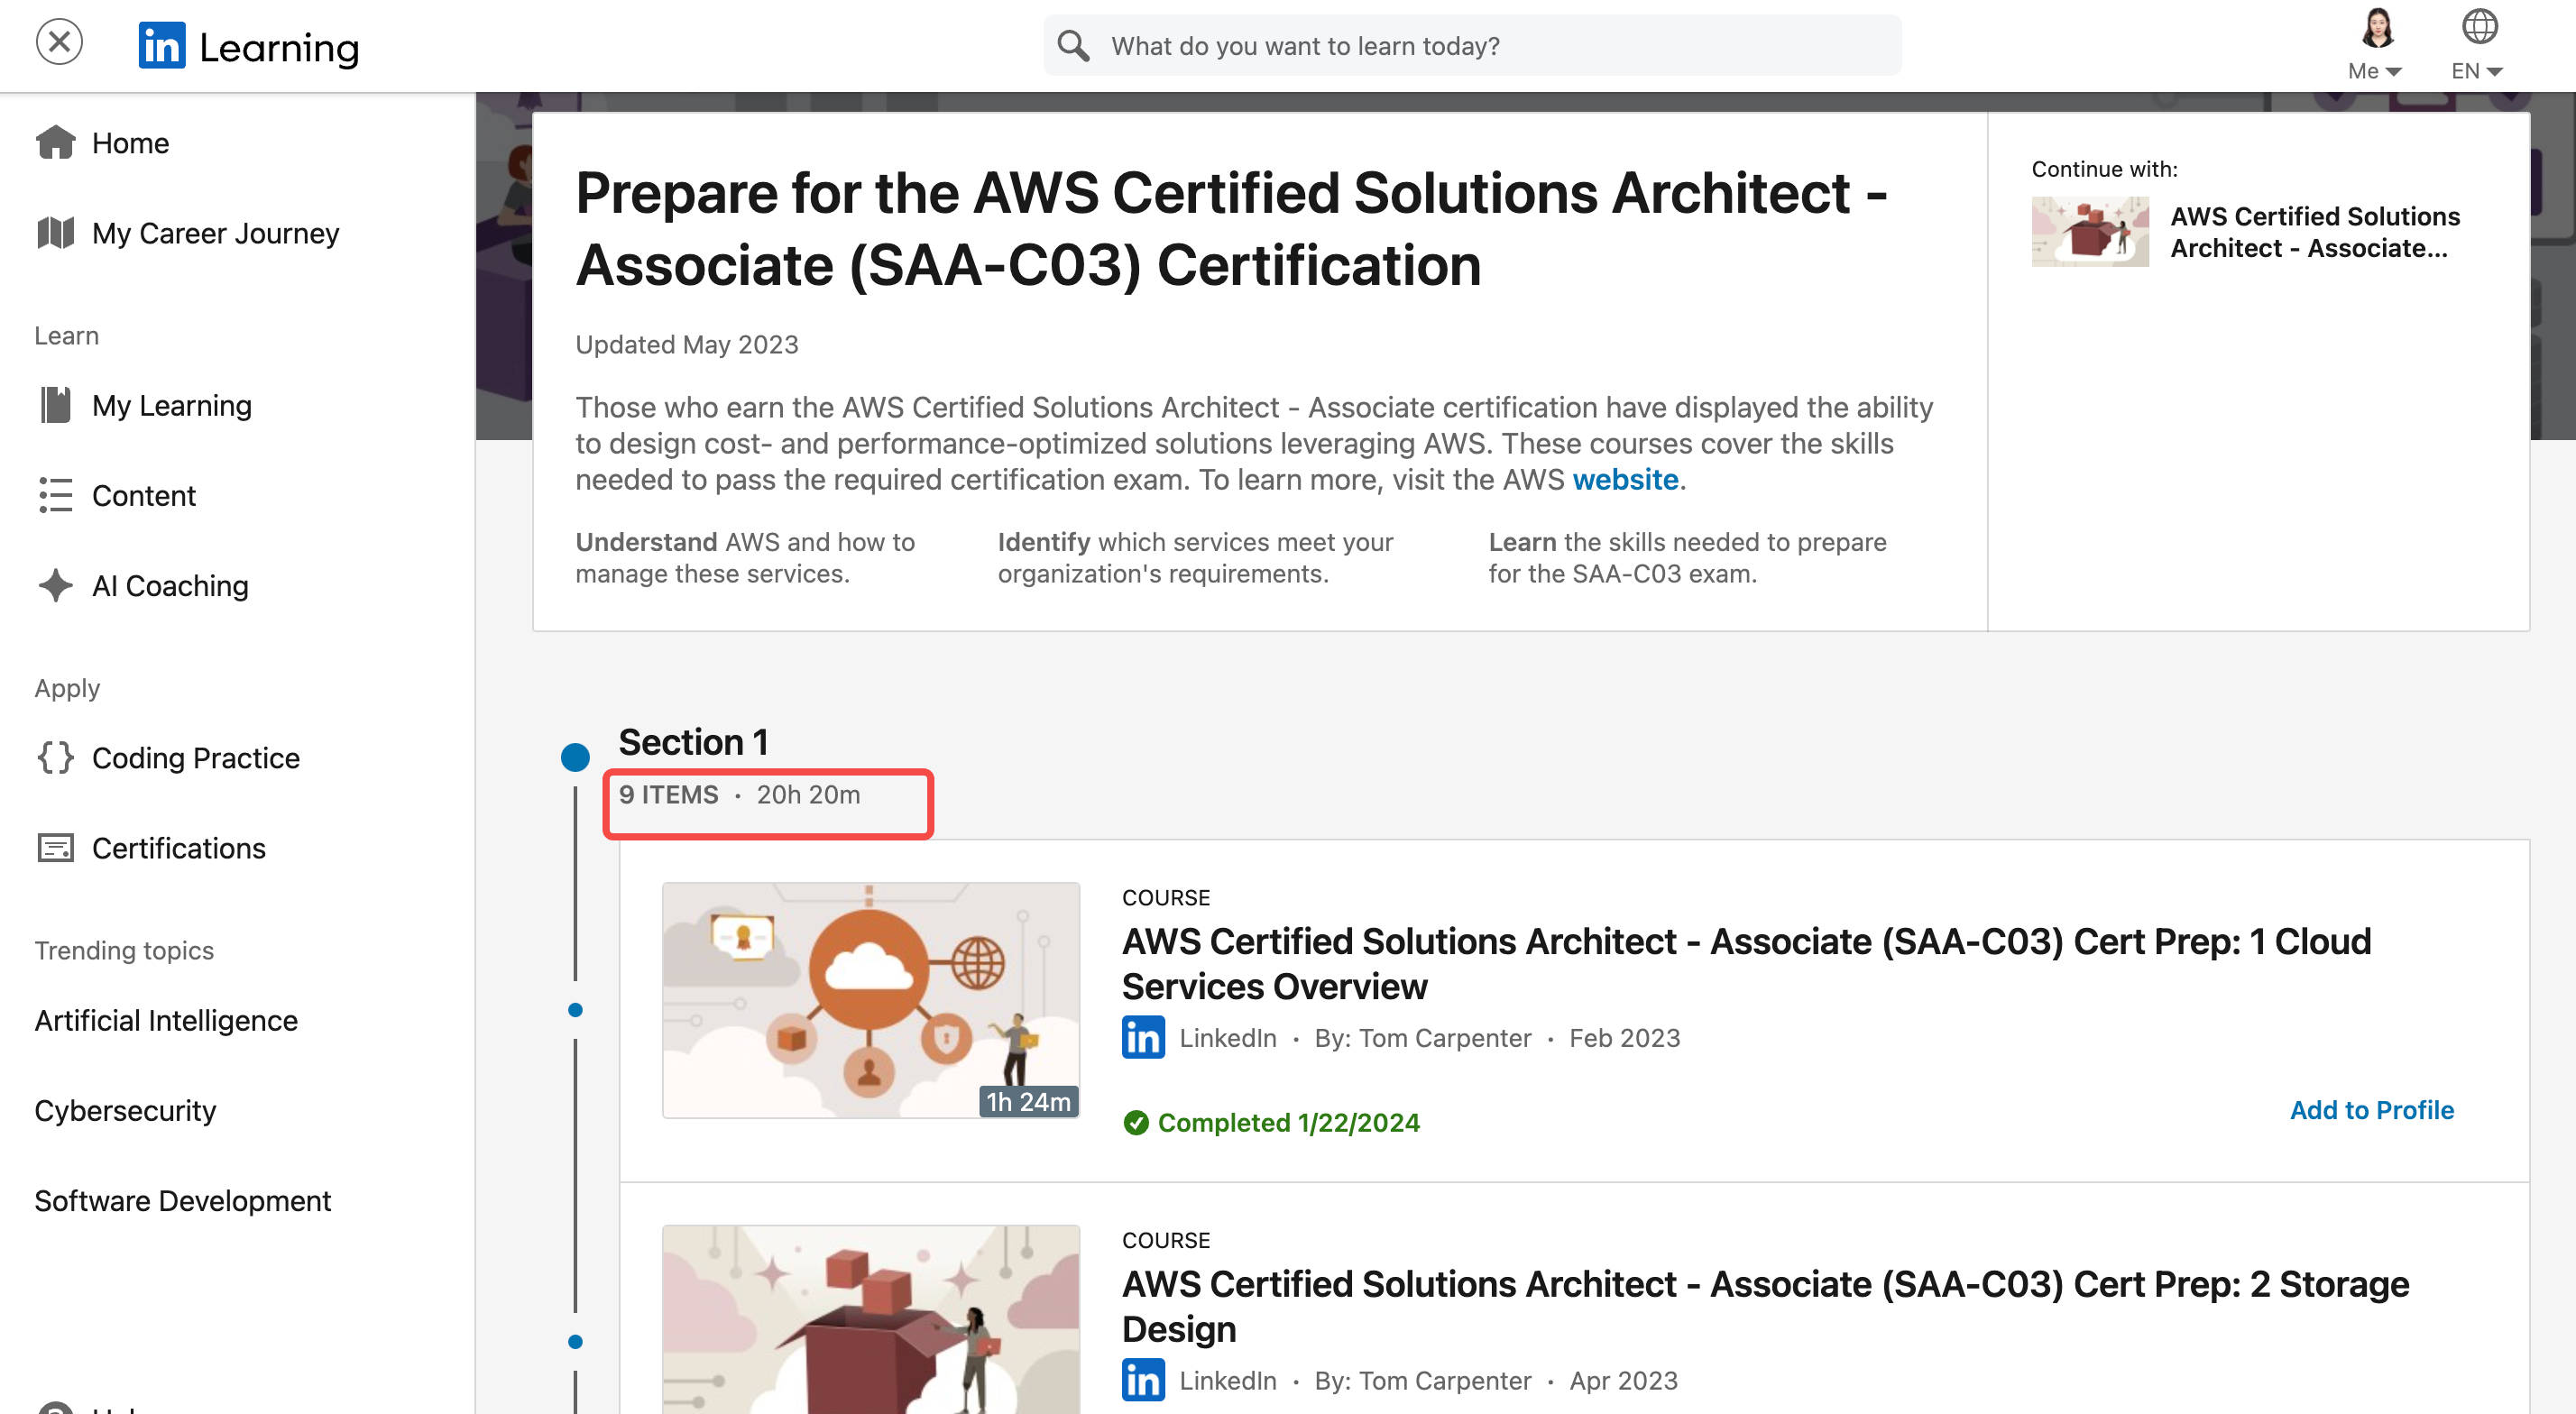 in Learning
What do you want to learn today?
Me
EN
Home
My Career Journey
Learn
My Learning
Content
AI Coaching
Apply
Coding Practice
Certifications
Trending topics
Artificial Intelligence
Cybersecurity
Software Development
Prepare for the AWS Certified Solutions Architect -
Associate (SAA-C03) Certification
Updated May 2023
Those who earn the AWS Certified Solutions Architect - Associate certification have displayed the ability
to design cost- and performance-optimized solutions leveraging AWS. These courses cover the skills
needed to pass the required certification exam. To learn more, visit the AWS website.
Understand AWS and how to
manage these services.
Identify which services meet your
organization's requirements.
Learn the skills needed to prepare
for the SAA-C03 exam.
Continue with:
AWS Certified Solutions
Architect - Associate...
Section 1
9 ITEMS · 20h 20m
1h 24m
COURSE
AWS Certified Solutions Architect - Associate (SAA-C03) Cert Prep: 1 Cloud
Services Overview
in LinkedIn · By: Tom Carpenter · Feb 2023
Completed 1/22/2024
Add to Profile
COURSE
AWS Certified Solutions Architect - Associate (SAA-C03) Cert Prep: 2 Storage
Design
in LinkedIn · By: Tom Carpenter · Apr 2023